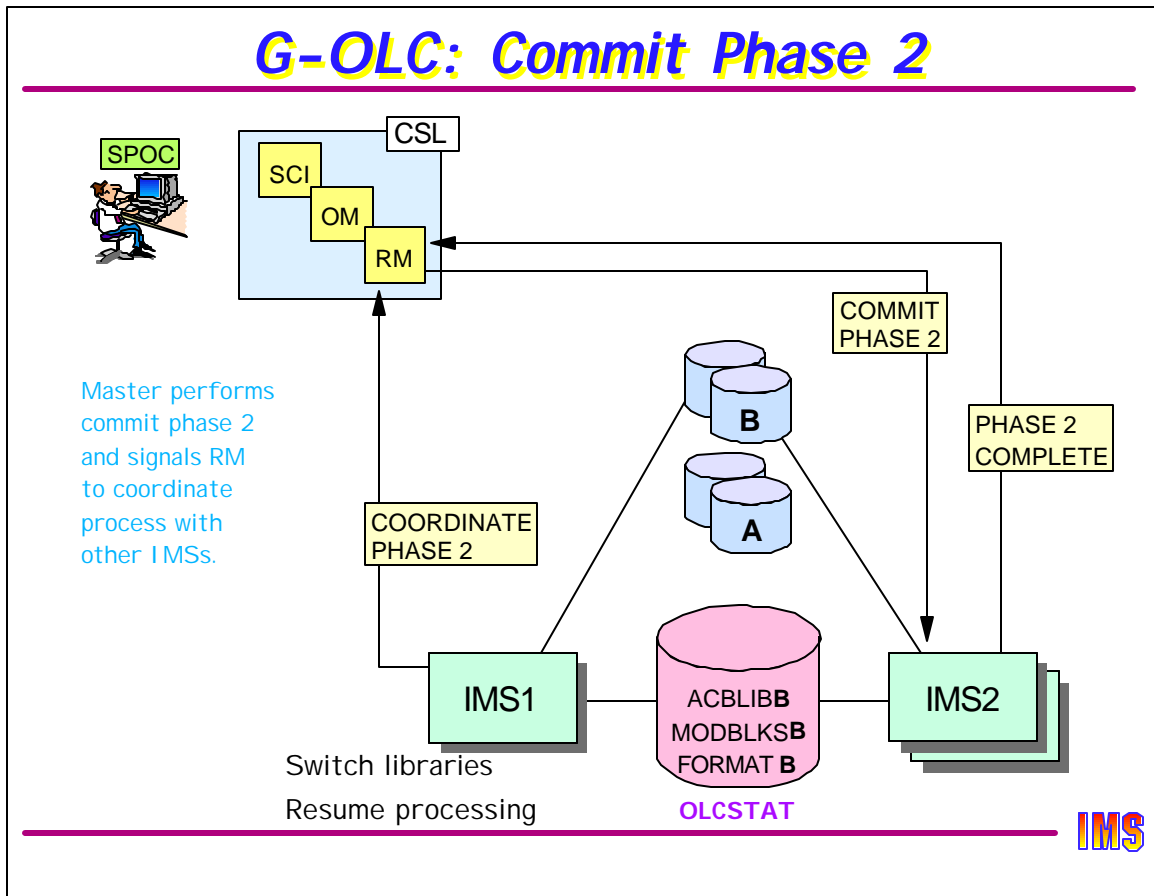 G-OLC: Commit Phase 2
CSL
SPOC
SCI
OM
RM
COMMIT
PHASE 2
Master performs
commit phase 2
and signals RM
to coordinate
process with
other IMSs.
B
PHASE 2
COMPLETE
A
COORDINATE
PHASE 2
IMS1
ACBLIBB
MODBLKSB
FORMAT B
IMS2
Switch libraries
Resume processing
OLCSTAT
IMS